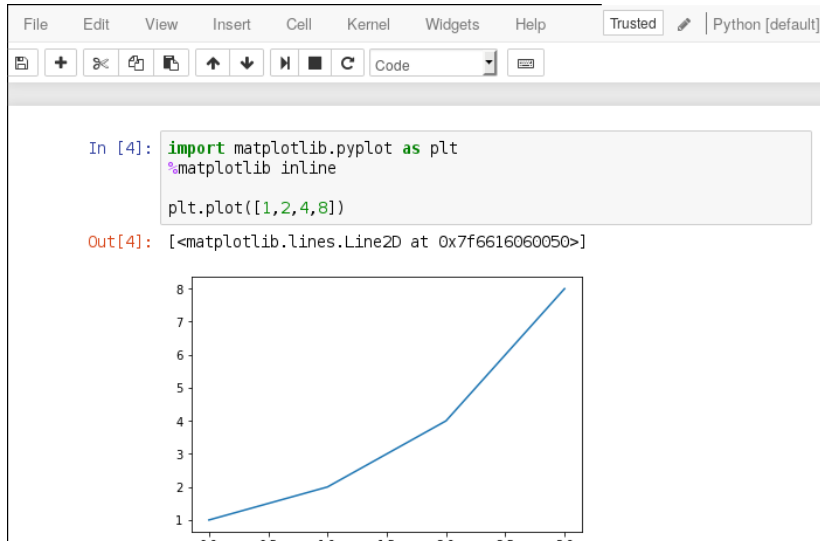 File Edit View Insert Cell Kernel Widgets Help Trusted Python [default]
Code
In [4]: import matplotlib.pyplot as plt
%matplotlib inline
plt.plot([1,2,4,8])
Out[4]: [<matplotlib.lines.Line2D at 0x7f6616060050>]
8
7
6
5
4
3
2
1